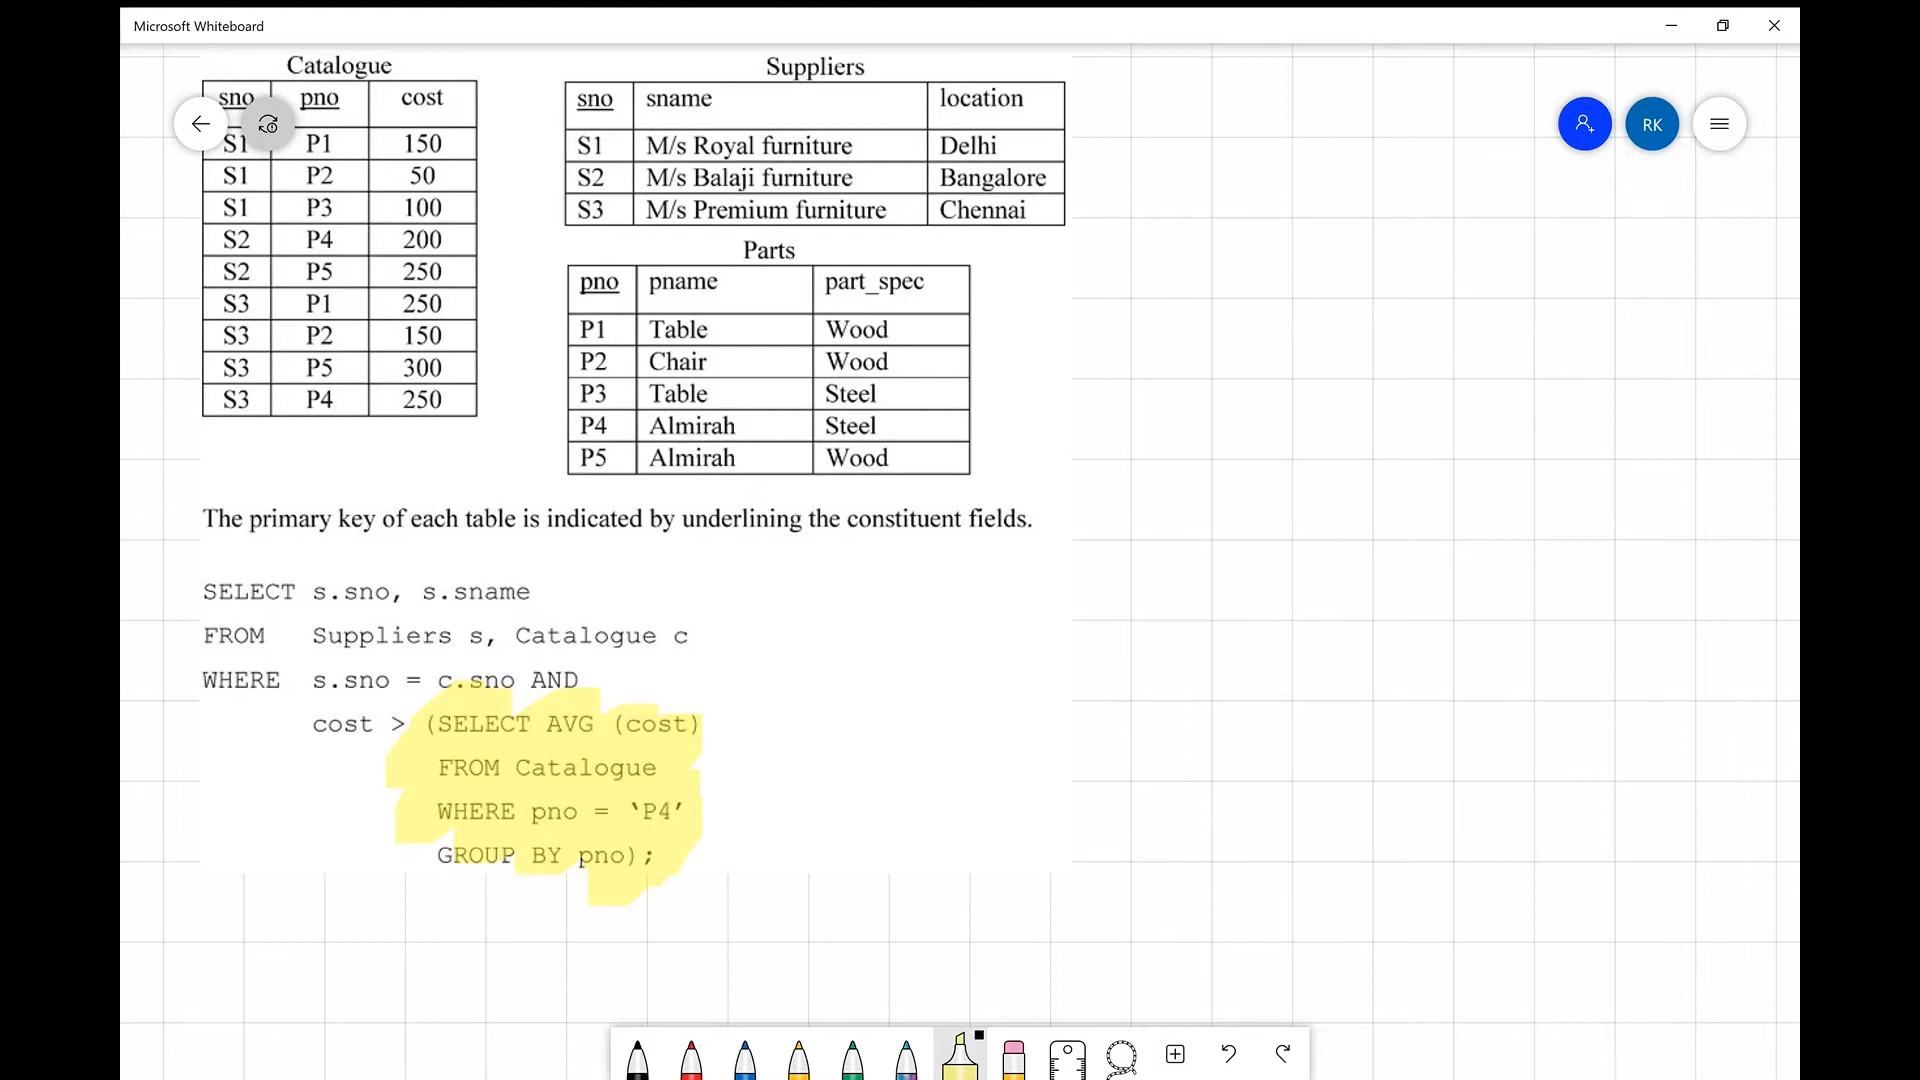 Microsoft Whiteboard
Catalogue
sno pno cost
S1 P1 150
S1 P2 50
S1 P3 100
S2 P4 200
S2 P5 250
S3 P1 250
S3 P2 150
S3 P5 300
S3 P4 250
Suppliers
sno sname location
S1 M/s Royal furniture Delhi
S2 M/s Balaji furniture Bangalore
S3 M/s Premium furniture Chennai
Parts
pno pname part_spec
P1 Table Wood
P2 Chair Wood
P3 Table Steel
P4 Almirah Steel
P5 Almirah Wood
RK
The primary key of each table is indicated by underlining the constituent fields.
SELECT s.sno, s.sname
FROM Suppliers s, Catalogue c
WHERE s.sno = c.sno AND
cost > (SELECT AVG (cost)
FROM Catalogue
WHERE pno = ‘P4’
GROUP BY pno);